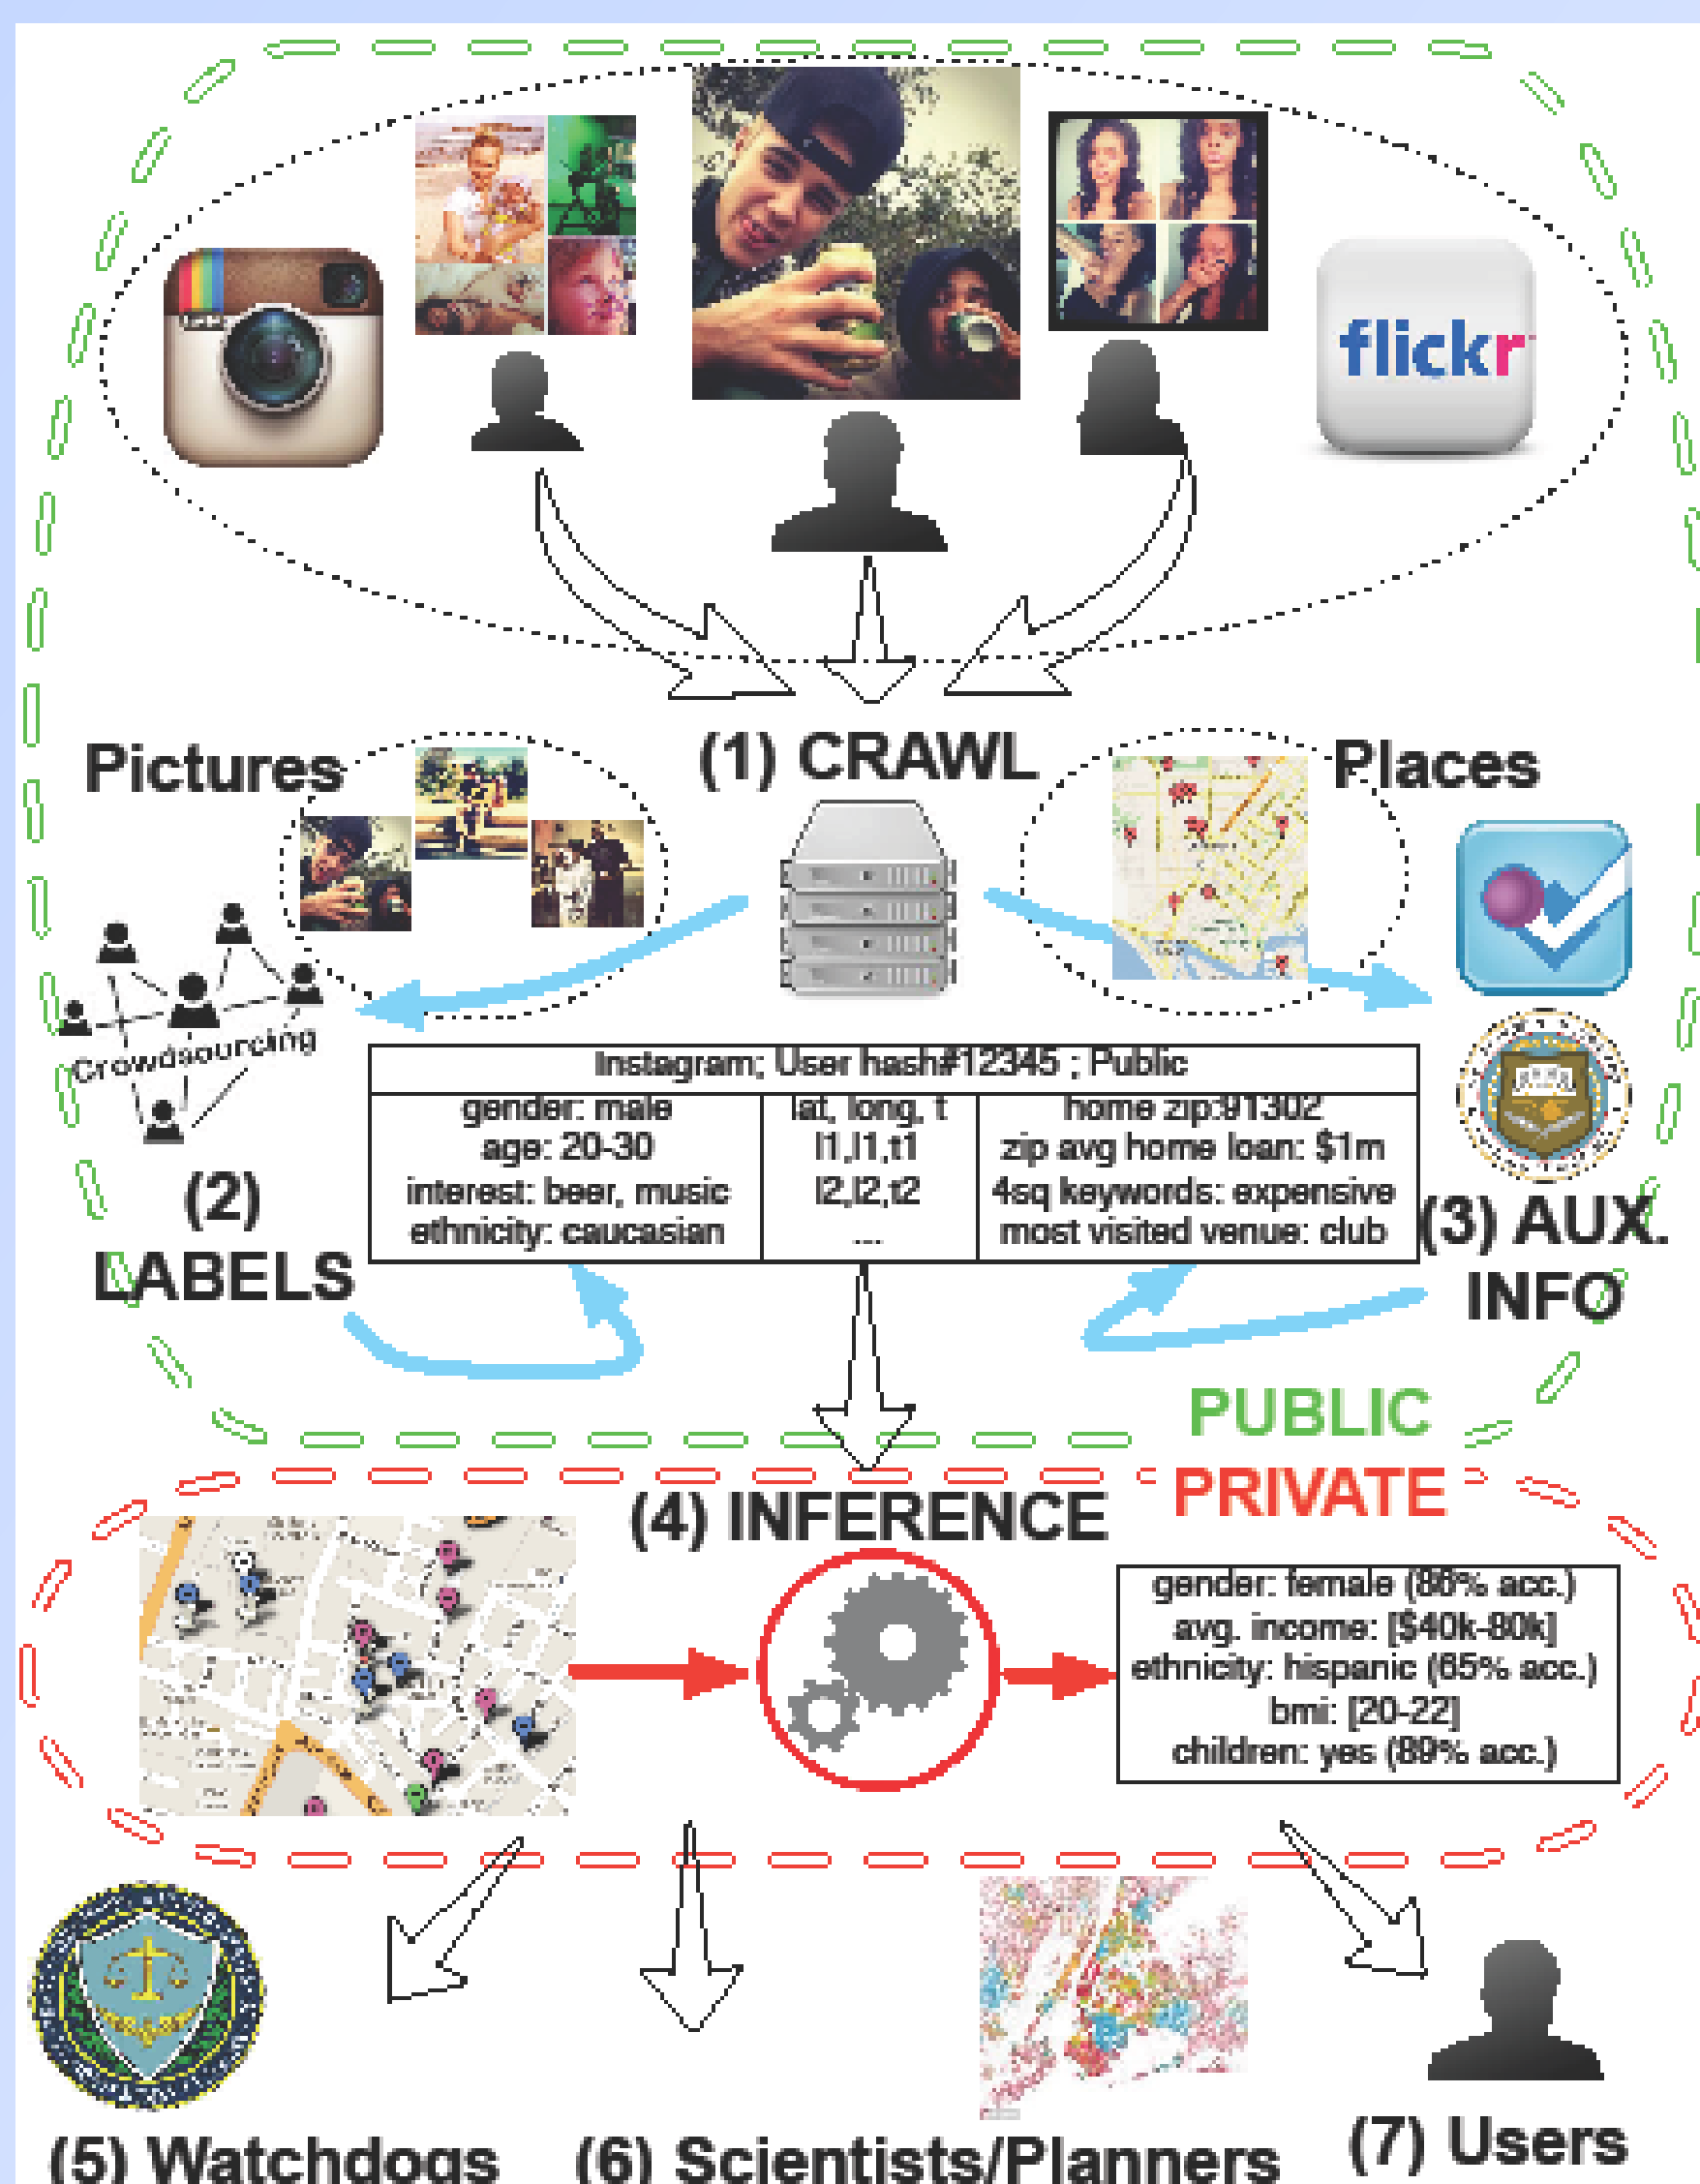 flickr
Pictures
(1) CRAWL
Places
Crowdsourcing
Instagram; User hash#12345 ; Public
gender: male
age: 20-30
interest: beer, music
ethnicity: caucasian
lat, long, t
l1,l1,t1
l2,l2,t2
...
home zip:91302
zip avg home loan: $1m
4sq keywords: expensive
most visited venue: club
(2)
LABELS
(3) AUX.
INFO
PUBLIC
PRIVATE
(4) INFERENCE
gender: female (86% acc.)
avg. income: [$40k-80k]
ethnicity: hispanic (65% acc.)
bmi: [20-22]
children: yes (89% acc.)
(5) Watchdogs
(6) Scientists/Planners
(7) Users